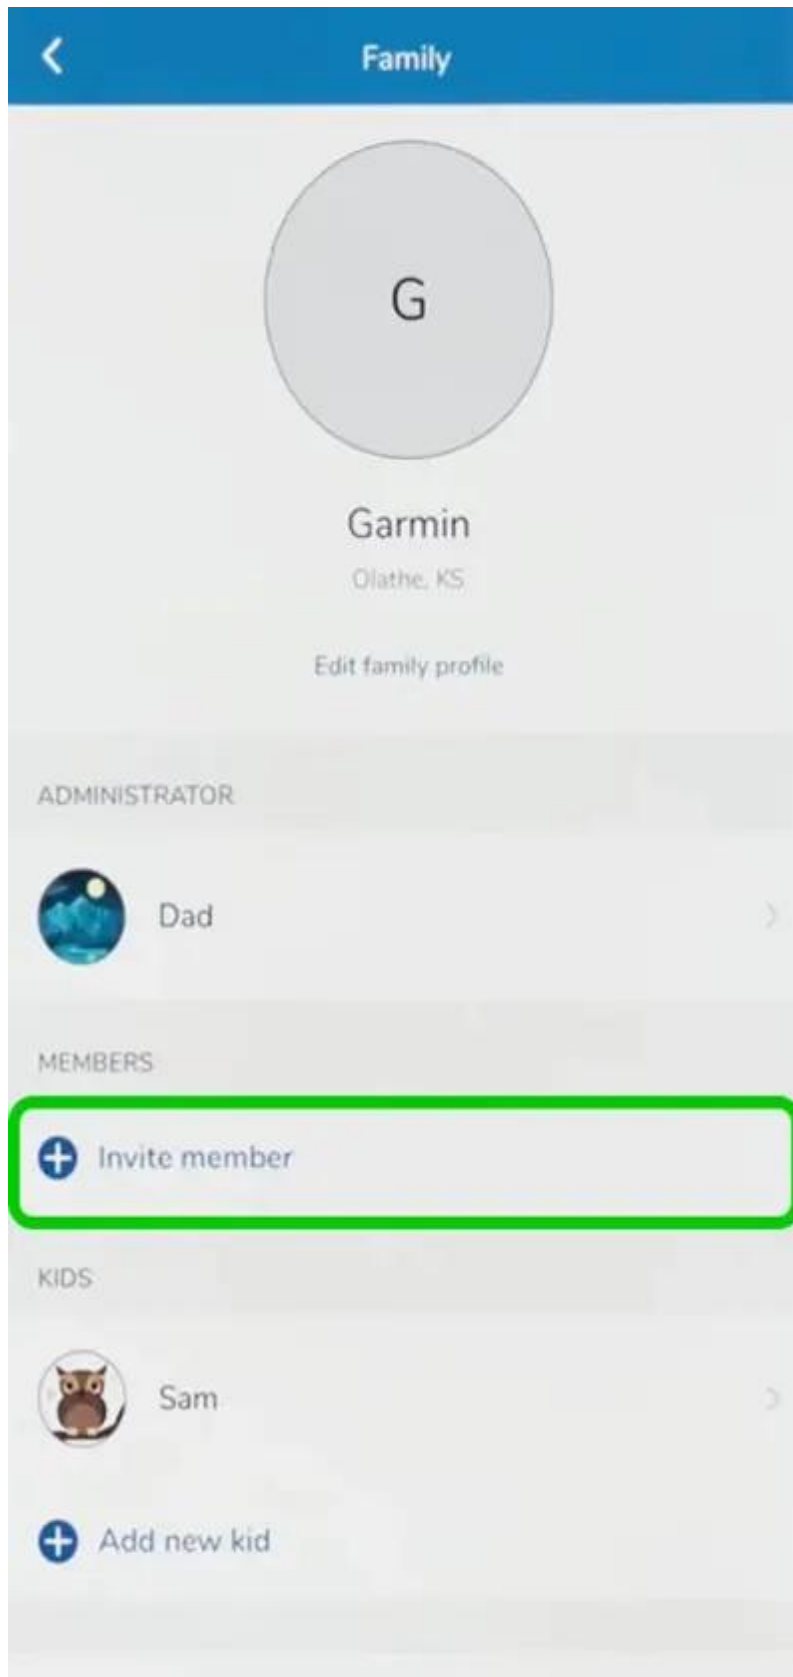 Family
G
Garmin
Olathe, KS
Edit family profile
ADMINISTRATOR
Dad
MEMBERS
Invite member
KIDS
Sam
Add new kid